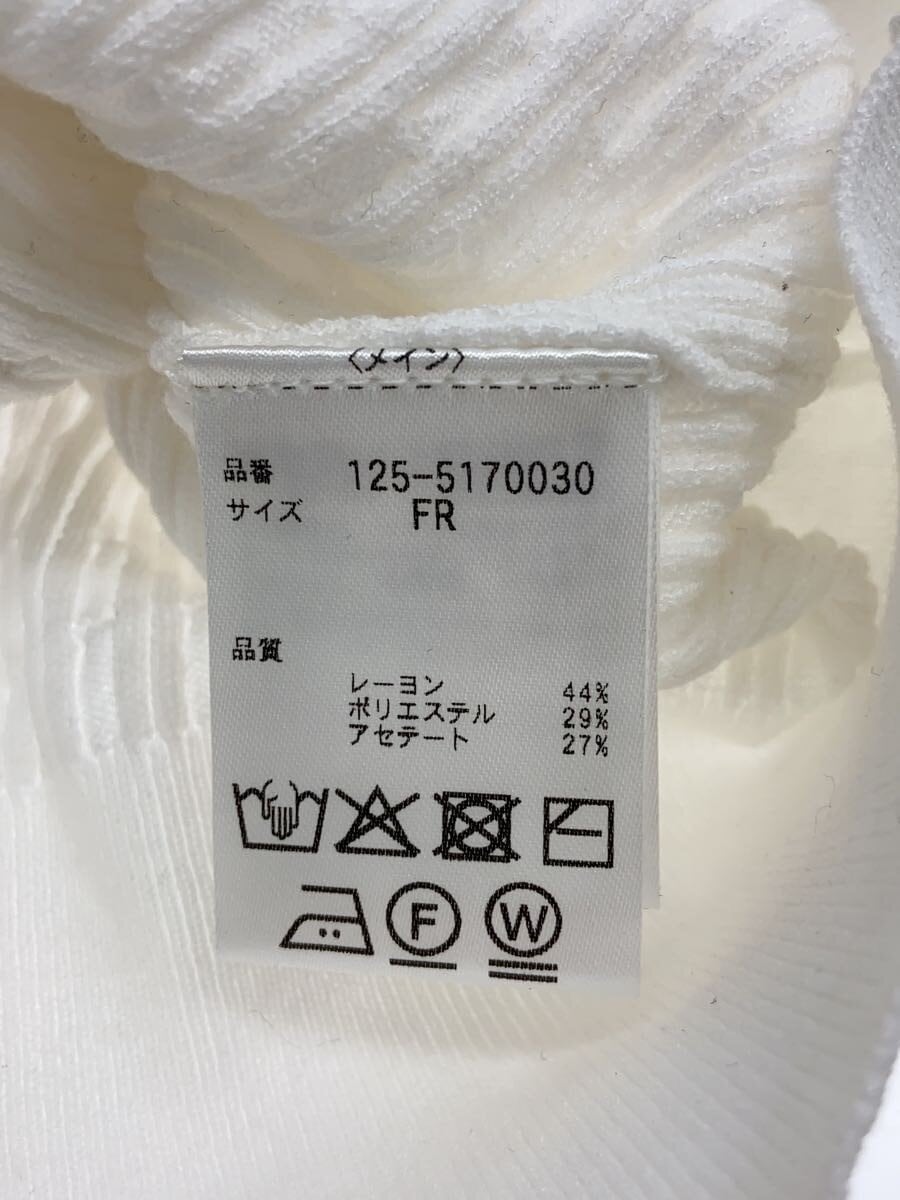 〈メイン〉
品番 125-5170030
サイズ FR
品質
レーヨン 44%
ポリエステル 29%
アセテート 27%
F W